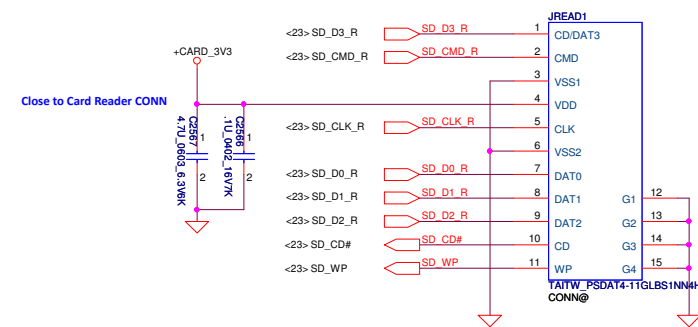 JREAD1
<23> SD_D3_R SD_D3_R 1 CD/DAT3
<23> SD_CMD_R SD_CMD_R 2 CMD
+CARD_3V3
3 VSS1
Close to Card Reader CONN
4 VDD
C2567
4.7U_0603_6.3V6K
1
2
C2566
.1U_0402_16V7K
1
2
<23> SD_CLK_R SD_CLK_R 5 CLK
6 VSS2
<23> SD_D0_R SD_D0_R 7 DAT0
<23> SD_D1_R SD_D1_R 8 DAT1 G1 12
<23> SD_D2_R SD_D2_R 9 DAT2 G2 13
<23> SD_CD# SD_CD# 10 CD G3 14
<23> SD_WP SD_WP 11 WP G4 15
TAITW_PSDAT4-11GLBS1NN4H
CONN@